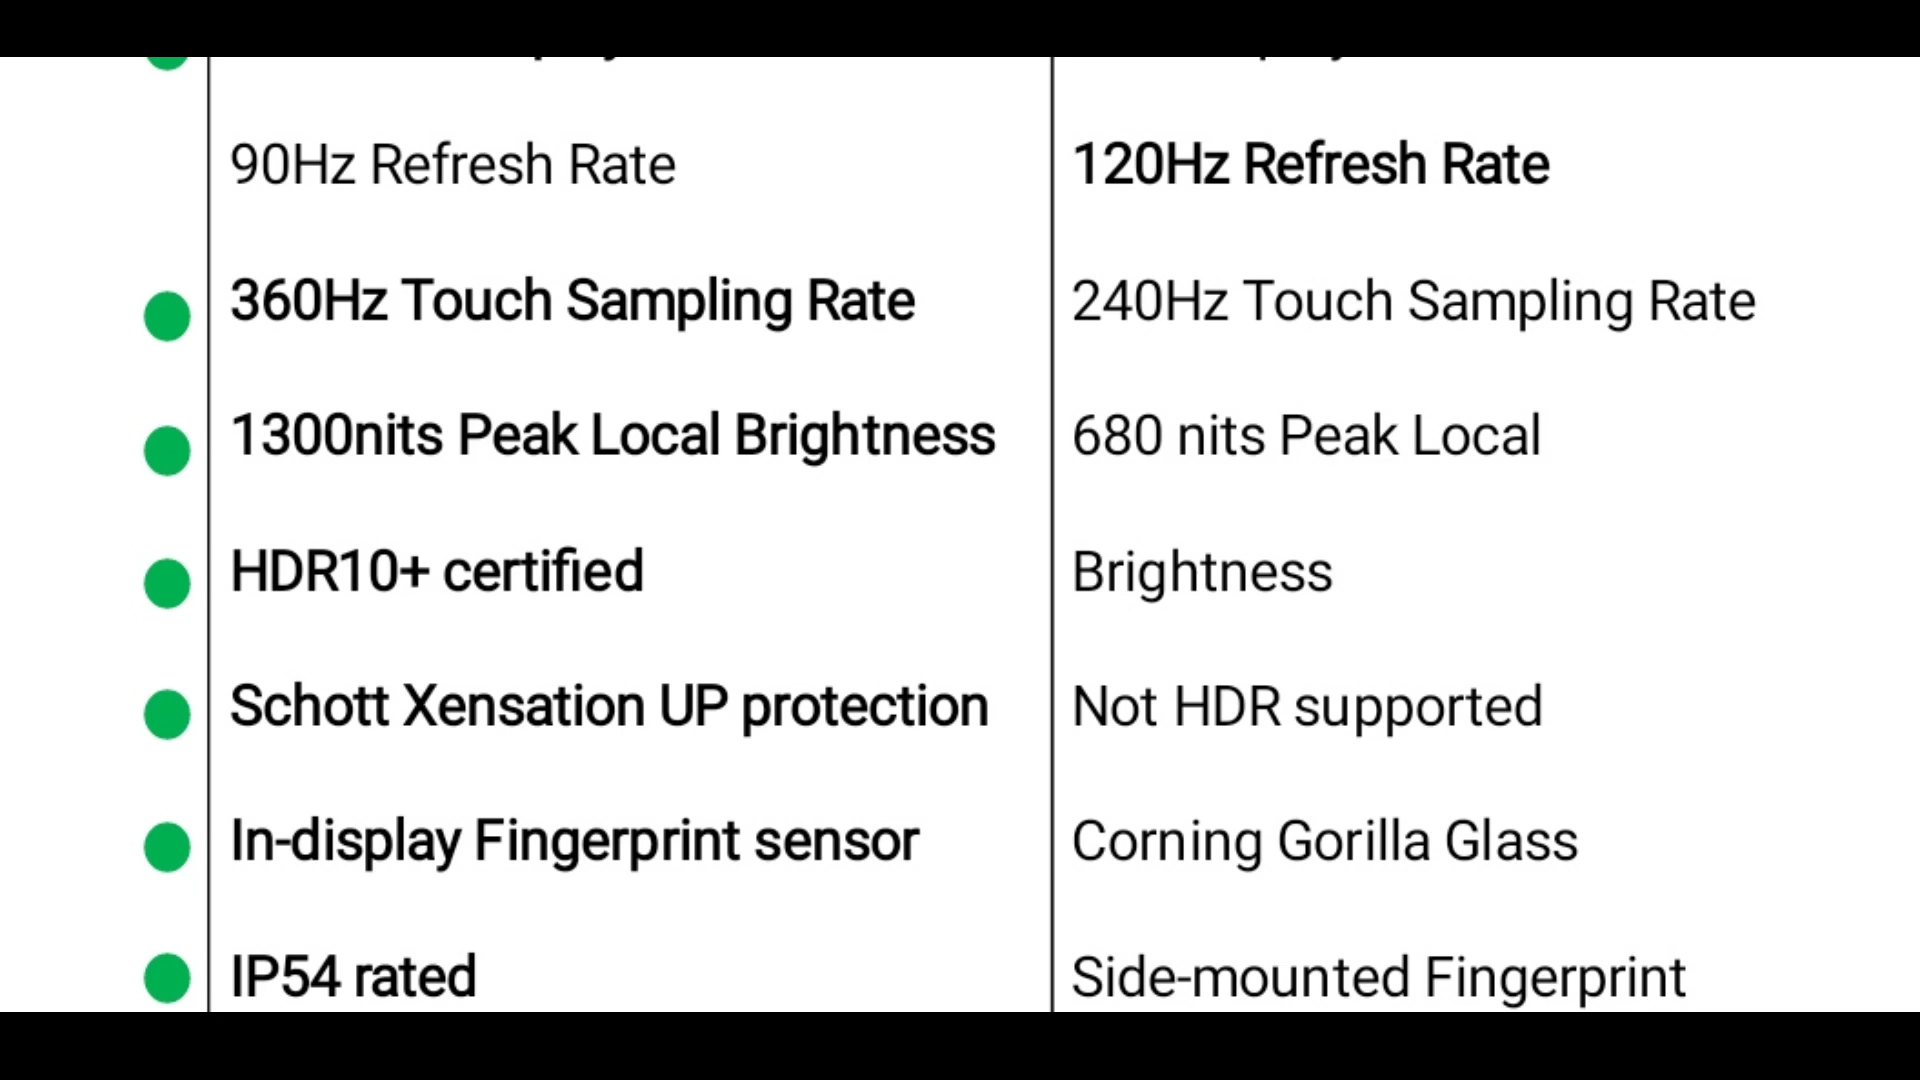 90Hz Refresh Rate
120Hz Refresh Rate
360Hz Touch Sampling Rate
240Hz Touch Sampling Rate
1300nits Peak Local Brightness
680 nits Peak Local
HDR10+ certified
Brightness
Schott Xensation UP protection
Not HDR supported
In-display Fingerprint sensor
Corning Gorilla Glass
IP54 rated
Side-mounted Fingerprint